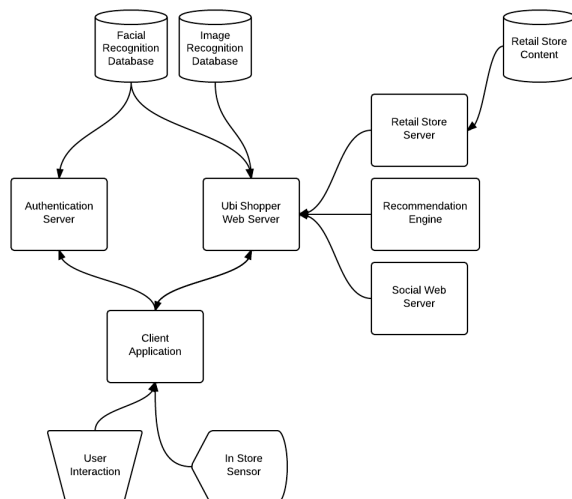 Facial
Recognition
Database
Image
Recognition
Database
Retail Store
Content
Retail Store
Server
Authentication
Server
Ubi Shopper
Web Server
Recommendation
Engine
Social Web
Server
Client
Application
User
Interaction
In Store
Sensor